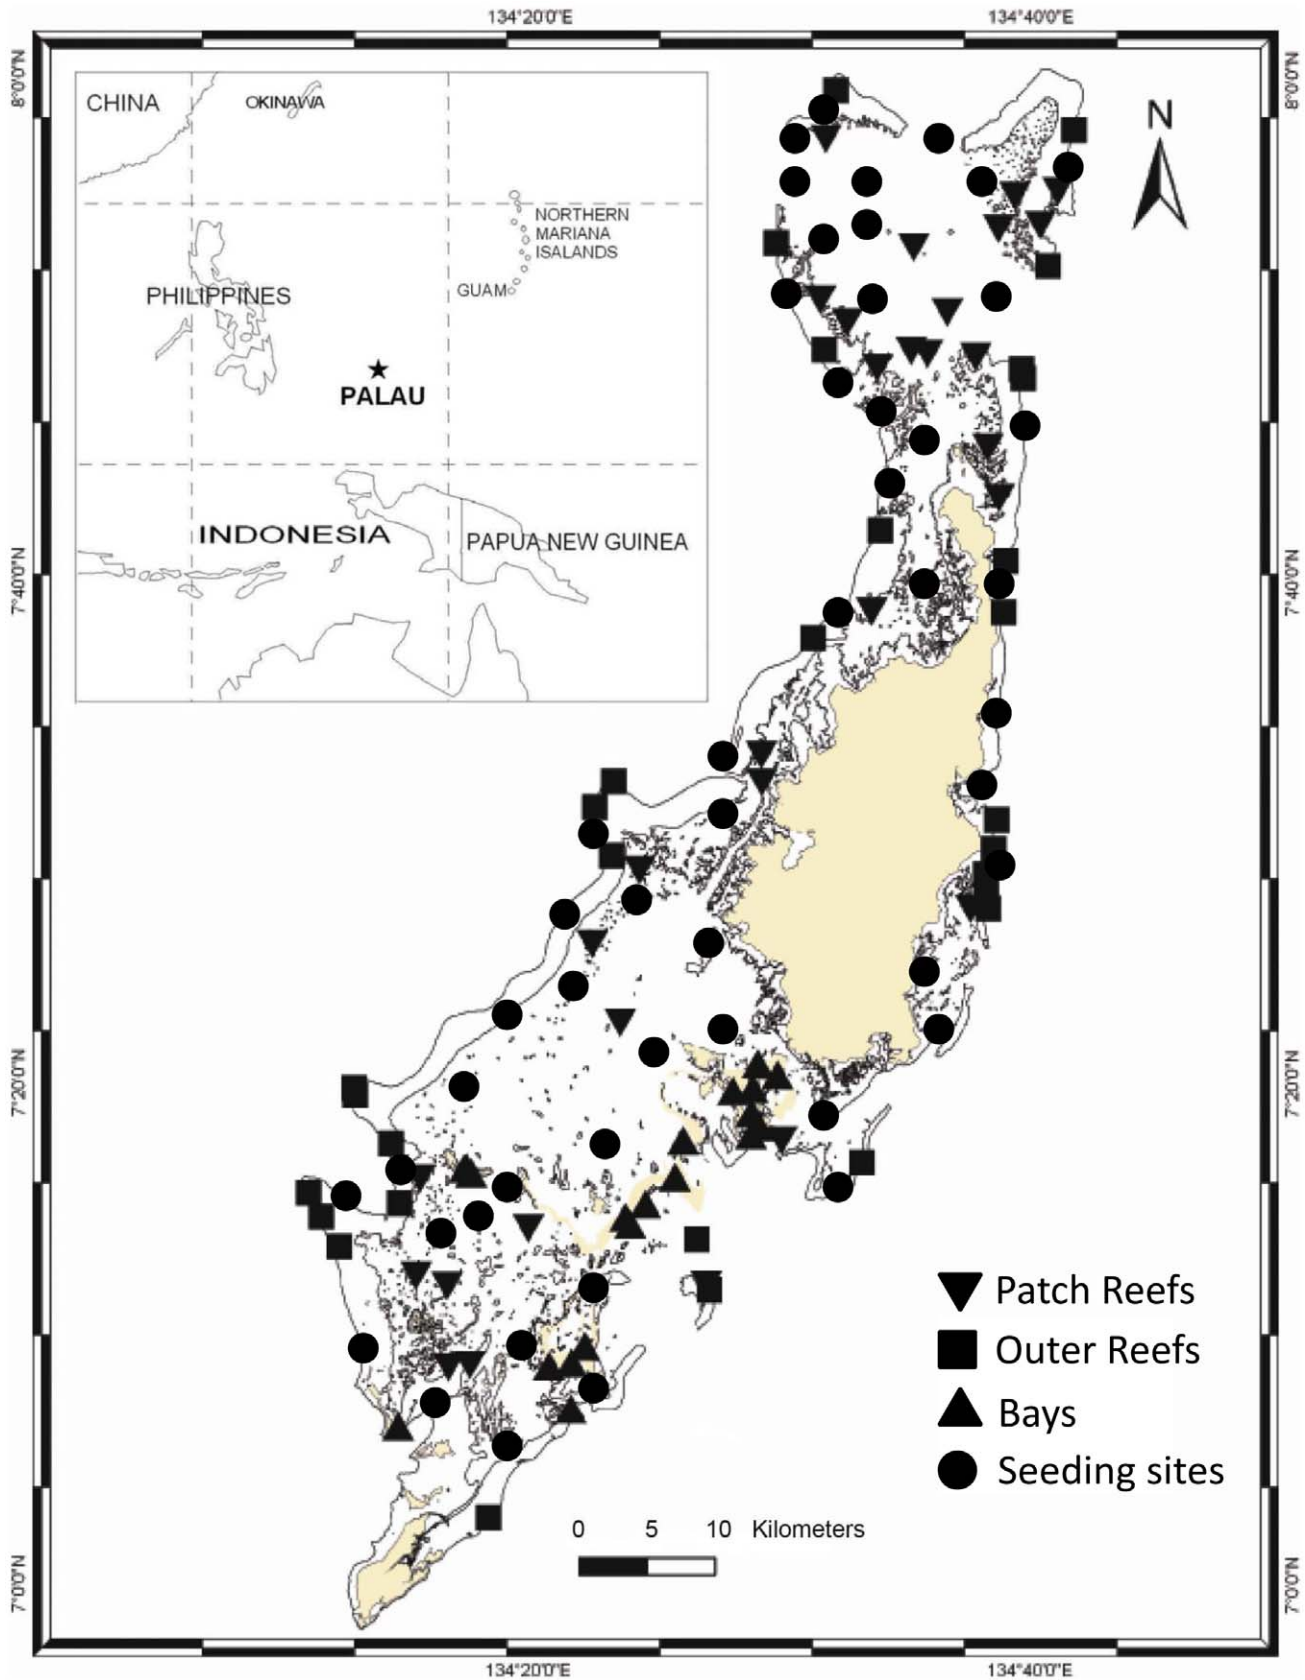 134°20'0"E 134°40'0"E
8°0'0"N 8°0'0"N
CHINA OKINAWA
N
NORTHERN
MARIANA
ISALANDS
PHILIPPINES GUAM
PALAU
INDONESIA PAPUA NEW GUINEA
7°40'0"N 7°40'0"N
7°20'0"N 7°20'0"N
Patch Reefs
Outer Reefs
Bays
Seeding sites
0 5 10 Kilometers
7°0'0"N 7°0'0"N
134°20'0"E 134°40'0"E